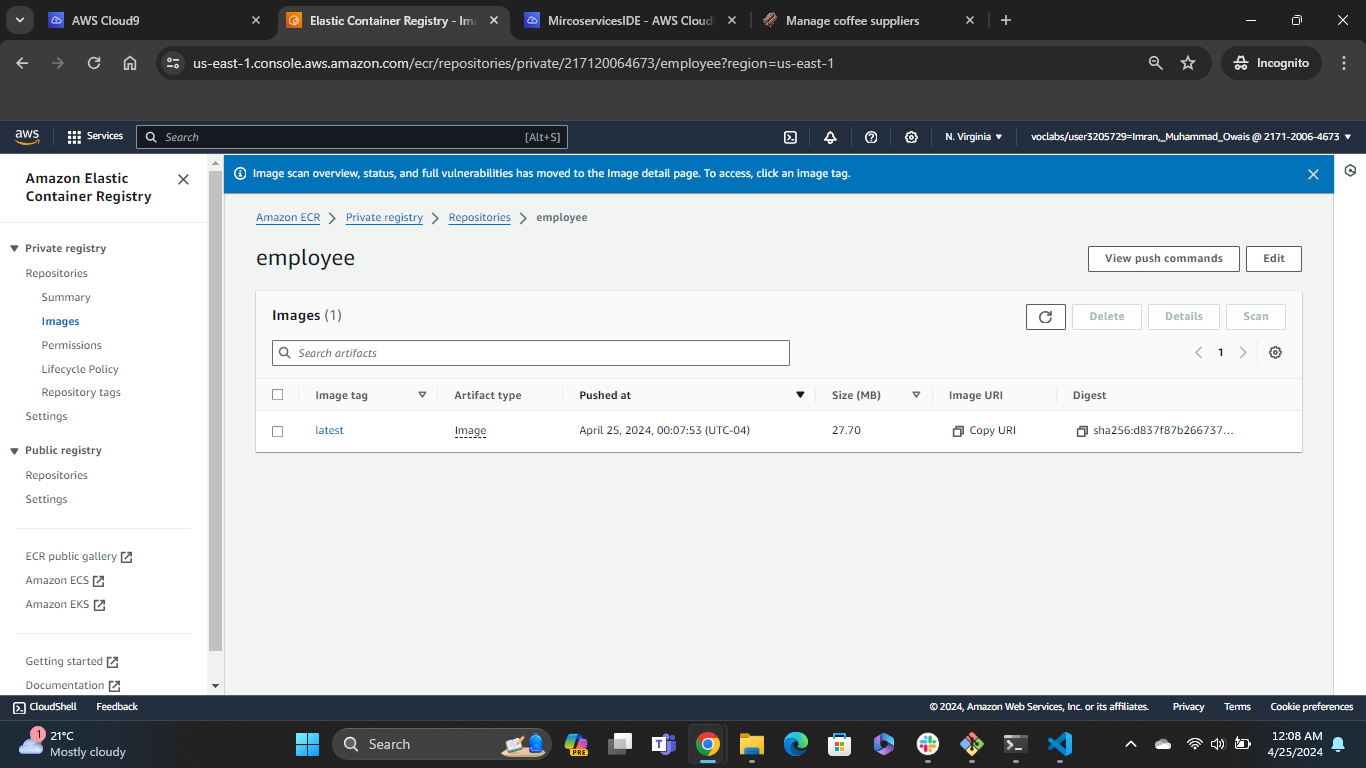 AWS Cloud9
Elastic Container Registry - Ima
MircoservicesIDE - AWS Cloud9
Manage coffee suppliers
us-east-1.console.aws.amazon.com/ecr/repositories/private/217120064673/employee?region=us-east-1
Incognito
aws
Services
Search
[Alt+S]
N. Virginia
voclabs/user3205729=Imran,_Muhammad_Owais @ 2171-2006-4673
Amazon Elastic
Container Registry
Private registry
Repositories
Summary
Images
Permissions
Lifecycle Policy
Repository tags
Settings
Public registry
Repositories
Settings
ECR public gallery
Amazon ECS
Amazon EKS
Getting started
Documentation
Image scan overview, status, and full vulnerabilities has moved to the Image detail page. To access, click an image tag.
Amazon ECR
Private registry
Repositories
employee
employee
View push commands
Edit
Images (1)
Delete
Details
Scan
Search artifacts
1
Image tag
Artifact type
Pushed at
Size (MB)
Image URI
Digest
latest
Image
April 25, 2024, 00:07:53 (UTC-04)
27.70
Copy URI
sha256:d837f87b266737...
CloudShell
Feedback
© 2024, Amazon Web Services, Inc. or its affiliates.
Privacy
Terms
Cookie preferences
1
21°C
Mostly cloudy
Search
PRE
12:08 AM
4/25/2024